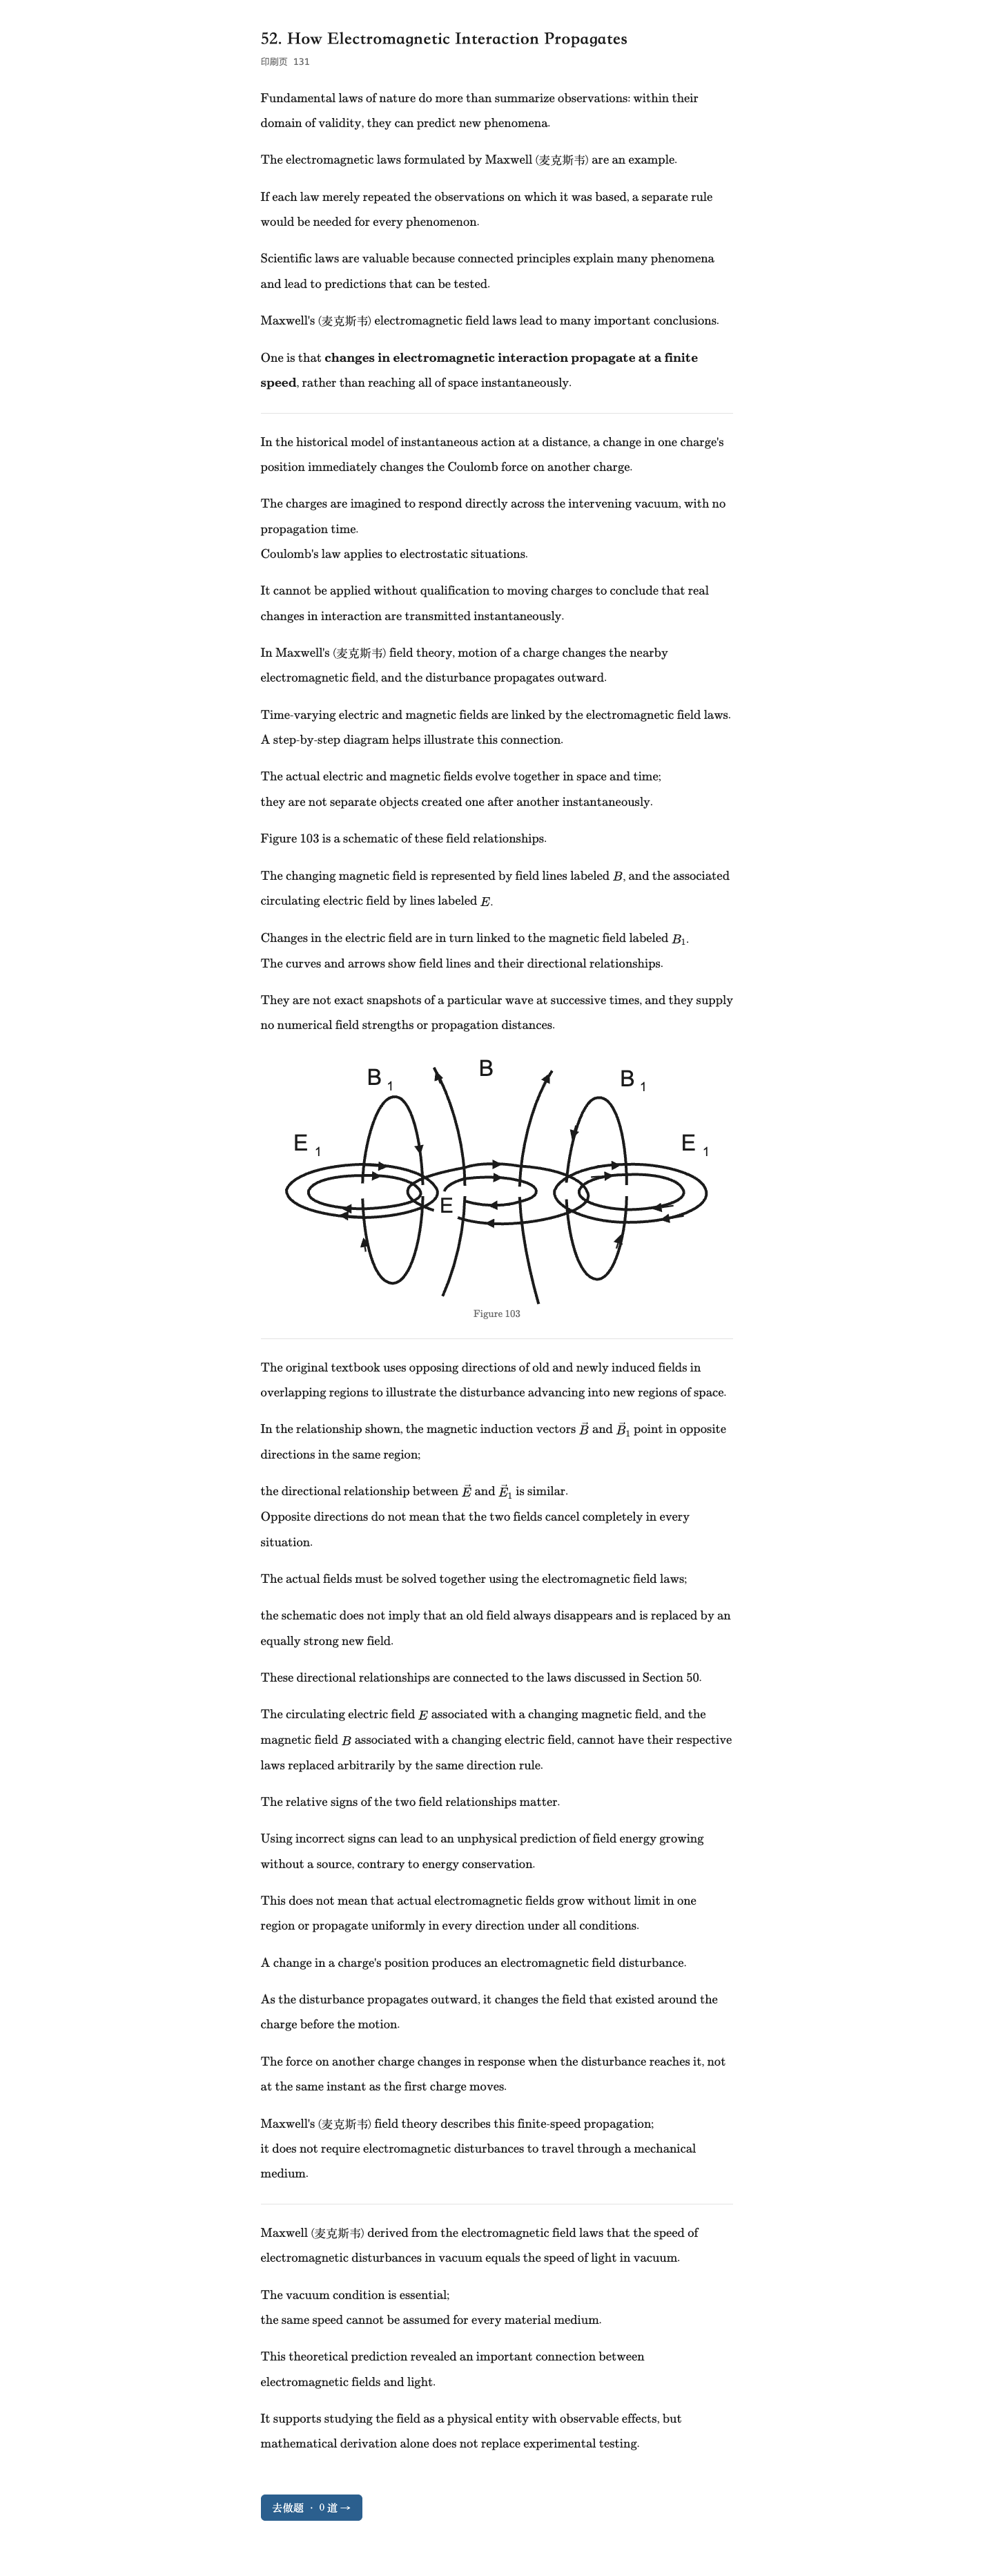 52. How Electromagnetic Interaction Propagates
印刷页 131
Fundamental laws of nature do more than summarize observations: within their
domain of validity, they can predict new phenomena.
The electromagnetic laws formulated by Maxwell (麦克斯韦) are an example.
If each law merely repeated the observations on which it was based, a separate rule
would be needed for every phenomenon.
Scientific laws are valuable because connected principles explain many phenomena
and lead to predictions that can be tested.
Maxwell's (麦克斯韦) electromagnetic field laws lead to many important conclusions.
One is that changes in electromagnetic interaction propagate at a finite
speed, rather than reaching all of space instantaneously.
In the historical model of instantaneous action at a distance, a change in one charge's
position immediately changes the Coulomb force on another charge.
The charges are imagined to respond directly across the intervening vacuum, with no
propagation time.
Coulomb's law applies to electrostatic situations.
It cannot be applied without qualification to moving charges to conclude that real
changes in interaction are transmitted instantaneously.
In Maxwell's (麦克斯韦) field theory, motion of a charge changes the nearby
electromagnetic field, and the disturbance propagates outward.
Time-varying electric and magnetic fields are linked by the electromagnetic field laws.
A step-by-step diagram helps illustrate this connection.
The actual electric and magnetic fields evolve together in space and time;
they are not separate objects created one after another instantaneously.
Figure 103 is a schematic of these field relationships.
The changing magnetic field is represented by field lines labeled B, and the associated
circulating electric field by lines labeled E.
Changes in the electric field are in turn linked to the magnetic field labeled B₁.
The curves and arrows show field lines and their directional relationships.
They are not exact snapshots of a particular wave at successive times, and they supply
no numerical field strengths or propagation distances.
B 1
B
B 1
E 1
E 1
E
Figure 103
The original textbook uses opposing directions of old and newly induced fields in
overlapping regions to illustrate the disturbance advancing into new regions of space.
In the relationship shown, the magnetic induction vectors B⃗ and B⃗₁ point in opposite
directions in the same region;
the directional relationship between E⃗ and E⃗₁ is similar.
Opposite directions do not mean that the two fields cancel completely in every
situation.
The actual fields must be solved together using the electromagnetic field laws;
the schematic does not imply that an old field always disappears and is replaced by an
equally strong new field.
These directional relationships are connected to the laws discussed in Section 50.
The circulating electric field E associated with a changing magnetic field, and the
magnetic field B associated with a changing electric field, cannot have their respective
laws replaced arbitrarily by the same direction rule.
The relative signs of the two field relationships matter.
Using incorrect signs can lead to an unphysical prediction of field energy growing
without a source, contrary to energy conservation.
This does not mean that actual electromagnetic fields grow without limit in one
region or propagate uniformly in every direction under all conditions.
A change in a charge's position produces an electromagnetic field disturbance.
As the disturbance propagates outward, it changes the field that existed around the
charge before the motion.
The force on another charge changes in response when the disturbance reaches it, not
at the same instant as the first charge moves.
Maxwell's (麦克斯韦) field theory describes this finite-speed propagation;
it does not require electromagnetic disturbances to travel through a mechanical
medium.
Maxwell (麦克斯韦) derived from the electromagnetic field laws that the speed of
electromagnetic disturbances in vacuum equals the speed of light in vacuum.
The vacuum condition is essential;
the same speed cannot be assumed for every material medium.
This theoretical prediction revealed an important connection between
electromagnetic fields and light.
It supports studying the field as a physical entity with observable effects, but
mathematical derivation alone does not replace experimental testing.
去做题 · 0 道 →